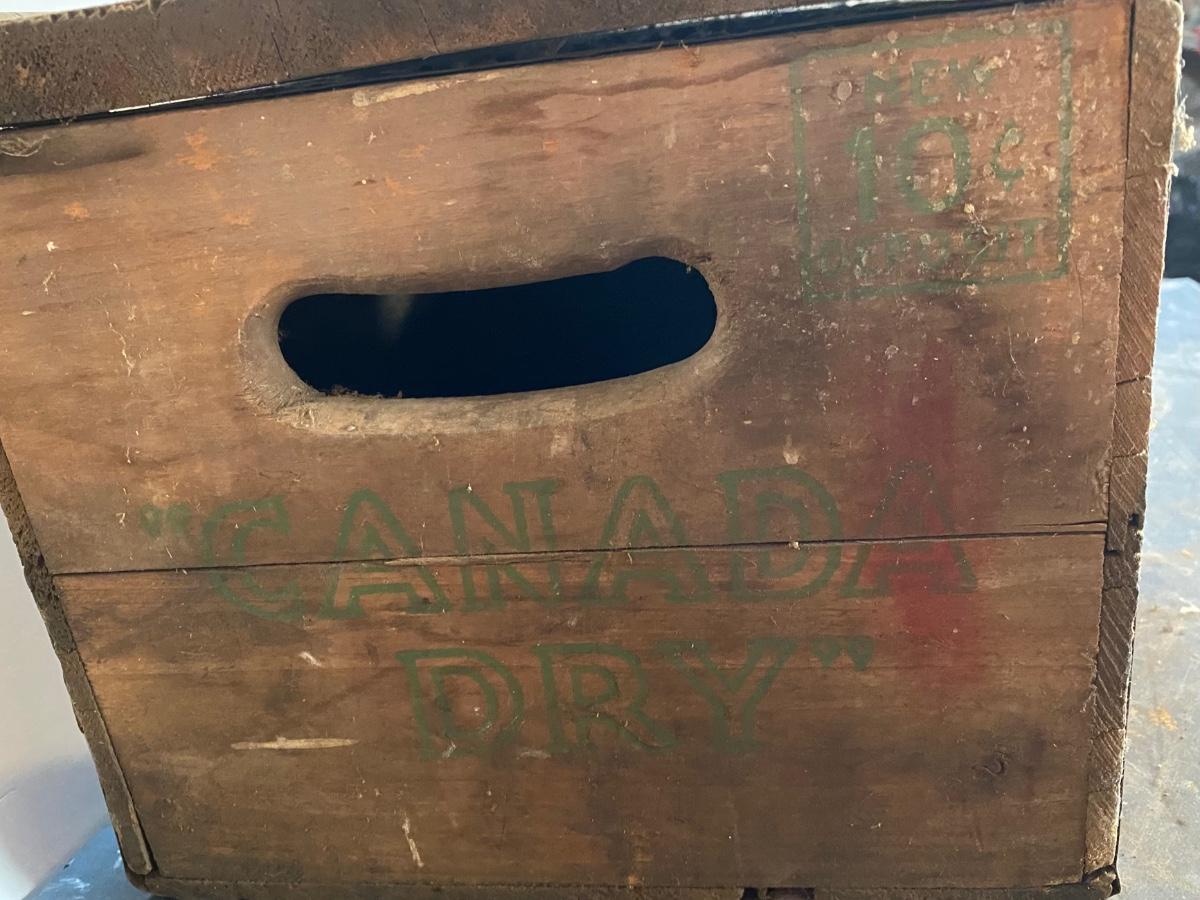 NEW
10¢
DEPOSIT
"CANADA
DRY"